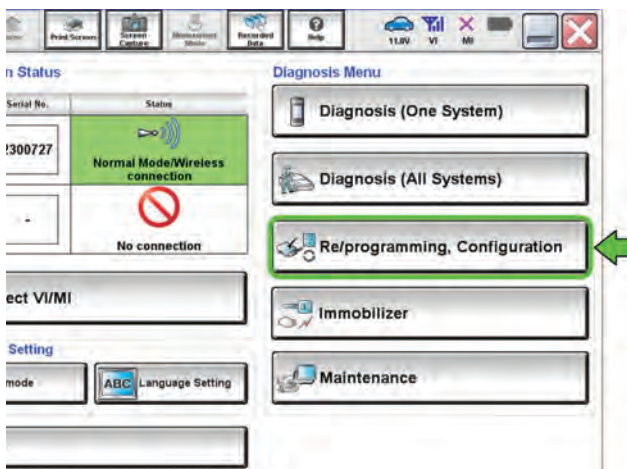 Print Screen
Screen
Capture
Measurement
Mode
Recorded
Data
Help
11.8V
VI
MI
n Status
Diagnosis Menu
Serial No.
Status
Diagnosis (One System)
2300727
Normal Mode/Wireless
connection
Diagnosis (All Systems)
-
No connection
Re/programming, Configuration
ect VI/MI
Immobilizer
Setting
mode
ABC
Language Setting
Maintenance